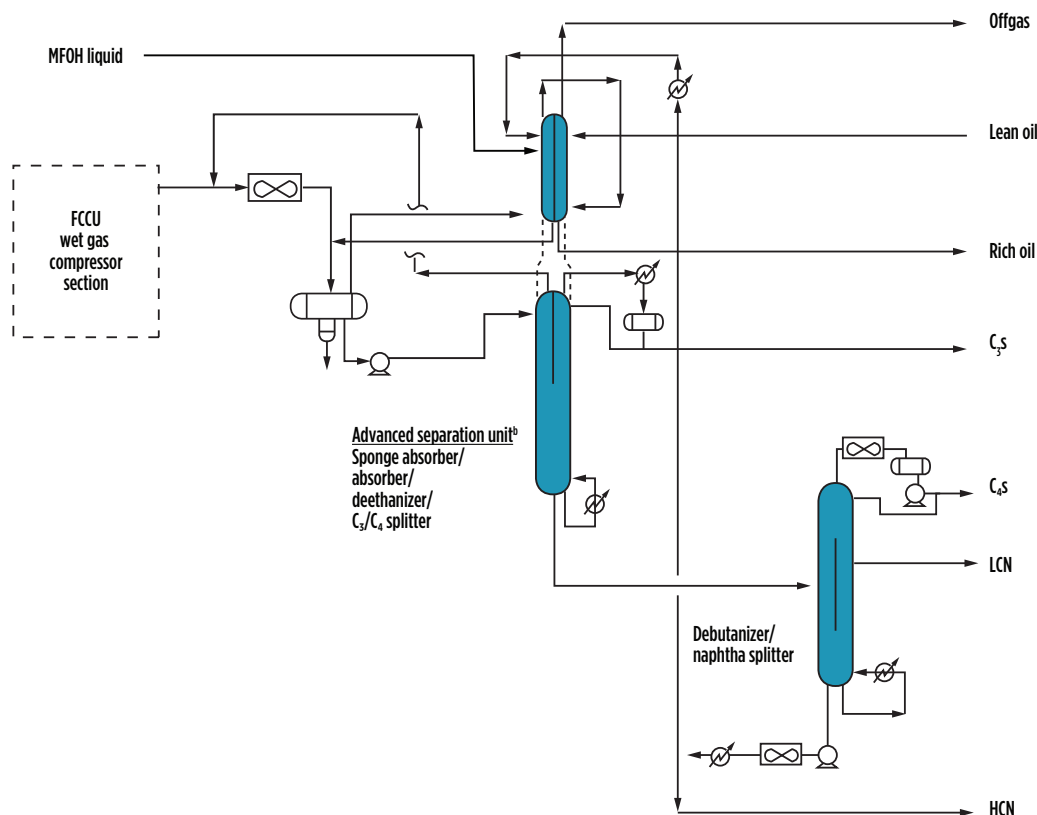 Offgas
MFOH liquid
Lean oil
FCCU
wet gas
compressor
section
Rich oil
C₃s
Advanced separation unitᵇ
Sponge absorber/
absorber/
deethanizer/
C₃/C₄ splitter
C₄s
LCN
Debutanizer/
naphtha splitter
HCN